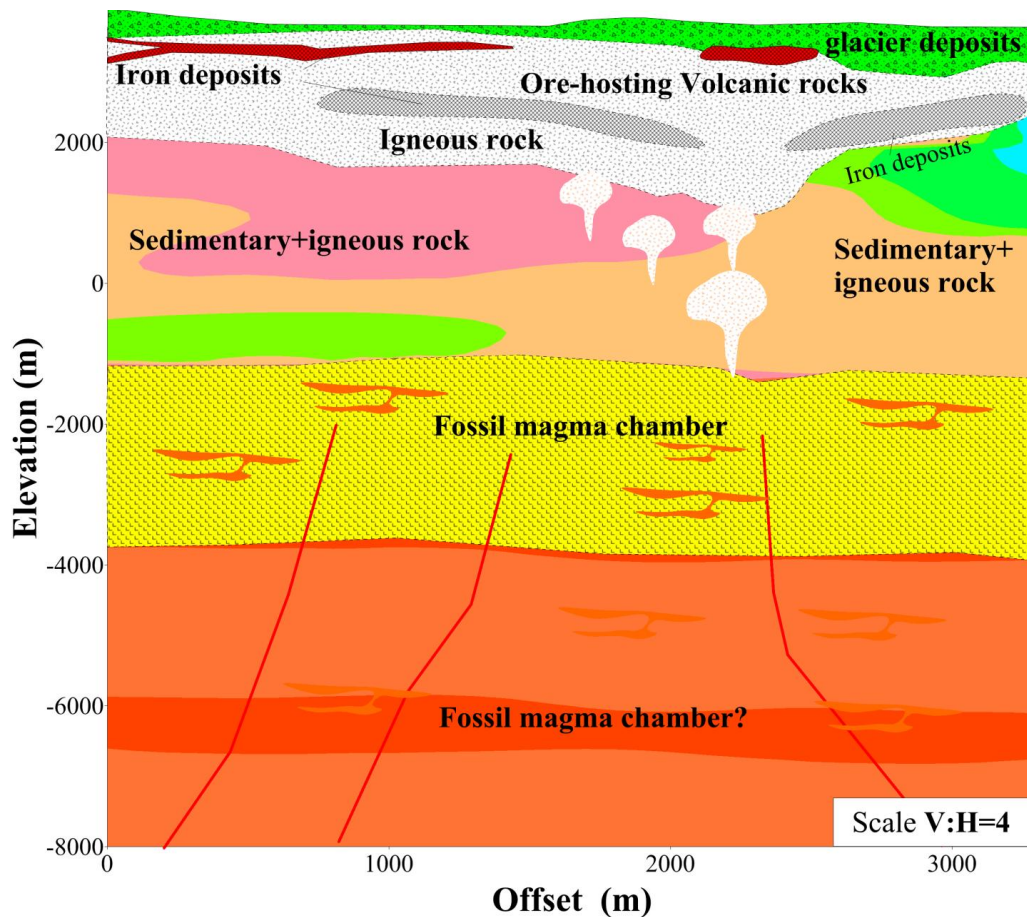 glacier deposits
Iron deposits
Ore-hosting Volcanic rocks
Igneous rock
Iron deposits
Sedimentary+igneous rock
Sedimentary+
igneous rock
Fossil magma chamber
Fossil magma chamber?
Scale V:H=4
Elevation (m)
2000
0
-2000
-4000
-6000
-8000
0
1000
2000
3000
Offset (m)